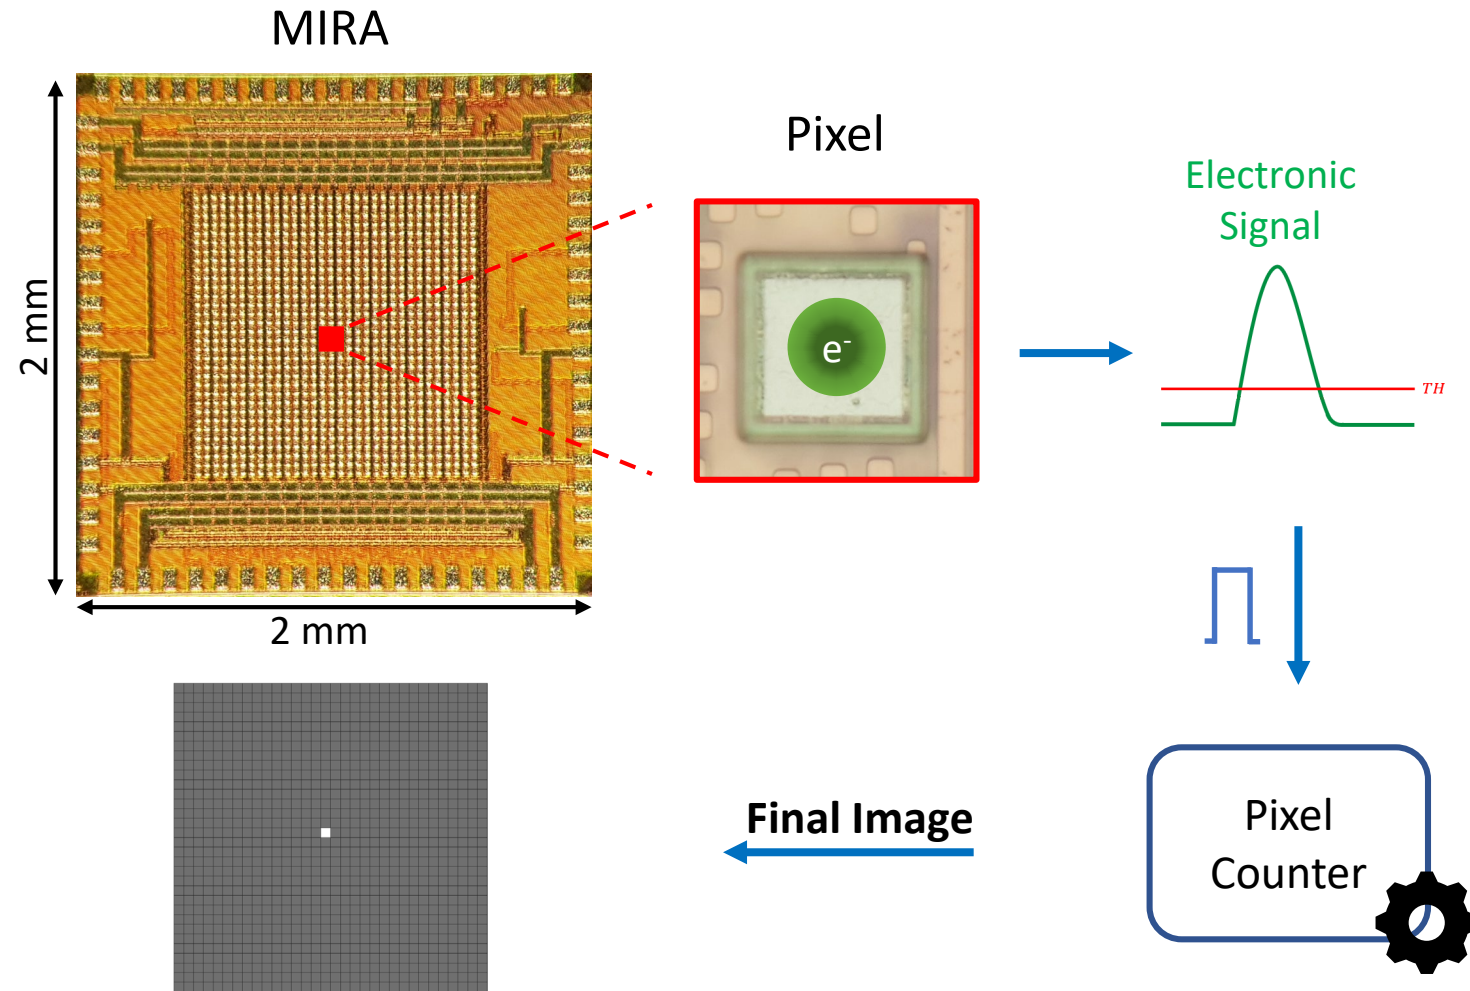 MIRA
Pixel
Electronic
Signal
e-
TH
2 mm
2 mm
Pixel
Counter
Final Image